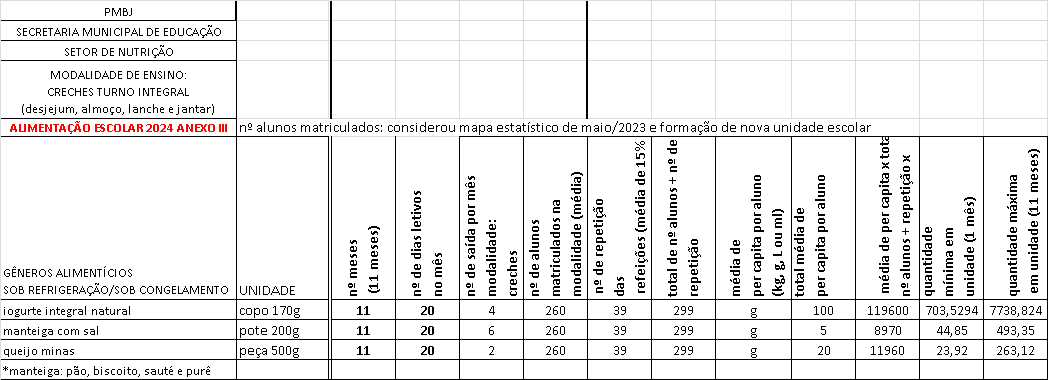 PMBJ
SECRETARIA MUNICIPAL DE EDUCAÇÃO
SETOR DE NUTRIÇÃO
MODALIDADE DE ENSINO:
CRECHES TURNO INTEGRAL
(desjejum, almoço, lanche e jantar)
ALIMENTAÇÃO ESCOLAR 2024 ANEXO III nº alunos matriculados: considerou mapa estatístico de maio/2023 e formação de nova unidade escolar
GÊNEROS ALIMENTÍCIOS
SOB REFRIGERAÇÃO/SOB CONGELAMENTO
UNIDADE
nº meses
(11 meses)
nº de dias letivos
no mês
nº de saída por mês
modalidade:
creches
nº de alunos
matriculados na
modalidade (média)
nº de repetição
das
refeições (média de 15%
total de nº alunos + nº de
repetição
média de
per capita por aluno
(kg, g, L ou ml)
total média de
per capita por aluno
média de per capita x total
nº alunos + repetição x
quantidade
mínima em
unidade (1 mês)
quantidade máxima
em unidade (11 meses)
iogurte integral natural copo 170g 11 20 4 260 39 299 g 100 119600 703,5294 7738,824
manteiga com sal pote 200g 11 20 6 260 39 299 g 5 8970 44,85 493,35
queijo minas peça 500g 11 20 2 260 39 299 g 20 11960 23,92 263,12
*manteiga: pão, biscoito, sauté e purê